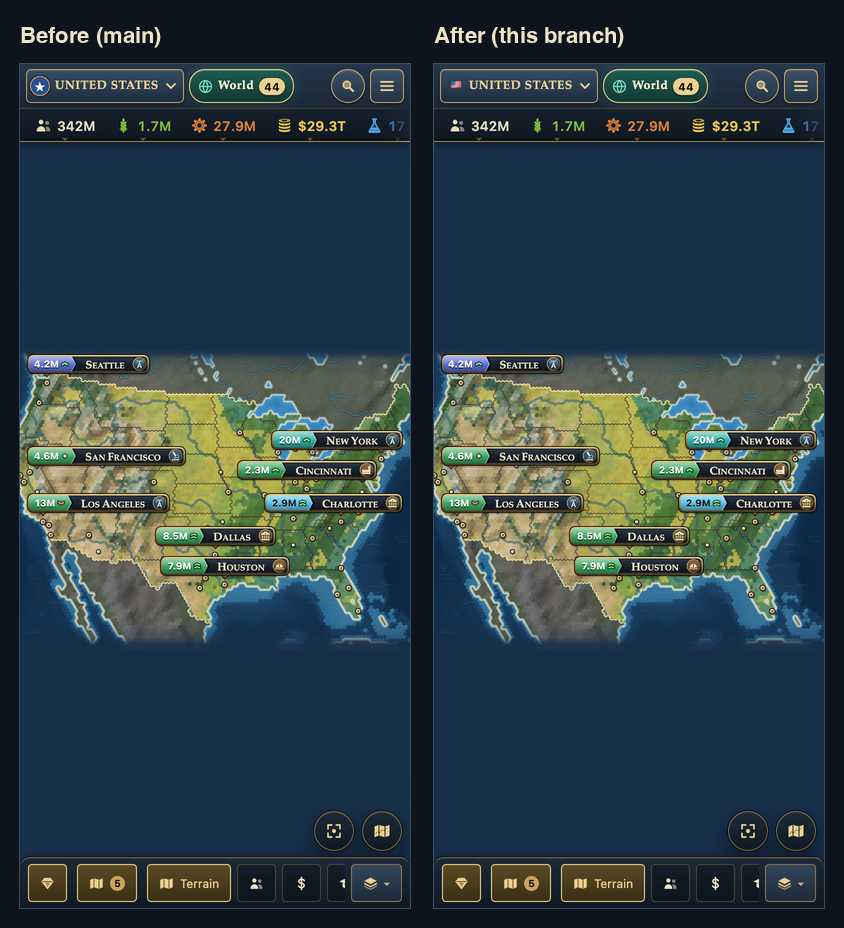 Before (main)
After (this branch)
UNITED STATES
World 44
342M
1.7M
27.9M
$29.3T
17
4.2M SEATTLE
20M NEW YORK
4.6M SAN FRANCISCO
2.3M CINCINNATI
13M LOS ANGELES
2.9M CHARLOTTE
8.5M DALLAS
7.9M HOUSTON
5
Terrain
$
UNITED STATES
World 44
342M
1.7M
27.9M
$29.3T
17
4.2M SEATTLE
20M NEW YORK
4.6M SAN FRANCISCO
2.3M CINCINNATI
13M LOS ANGELES
2.9M CHARLOTTE
8.5M DALLAS
7.9M HOUSTON
5
Terrain
$